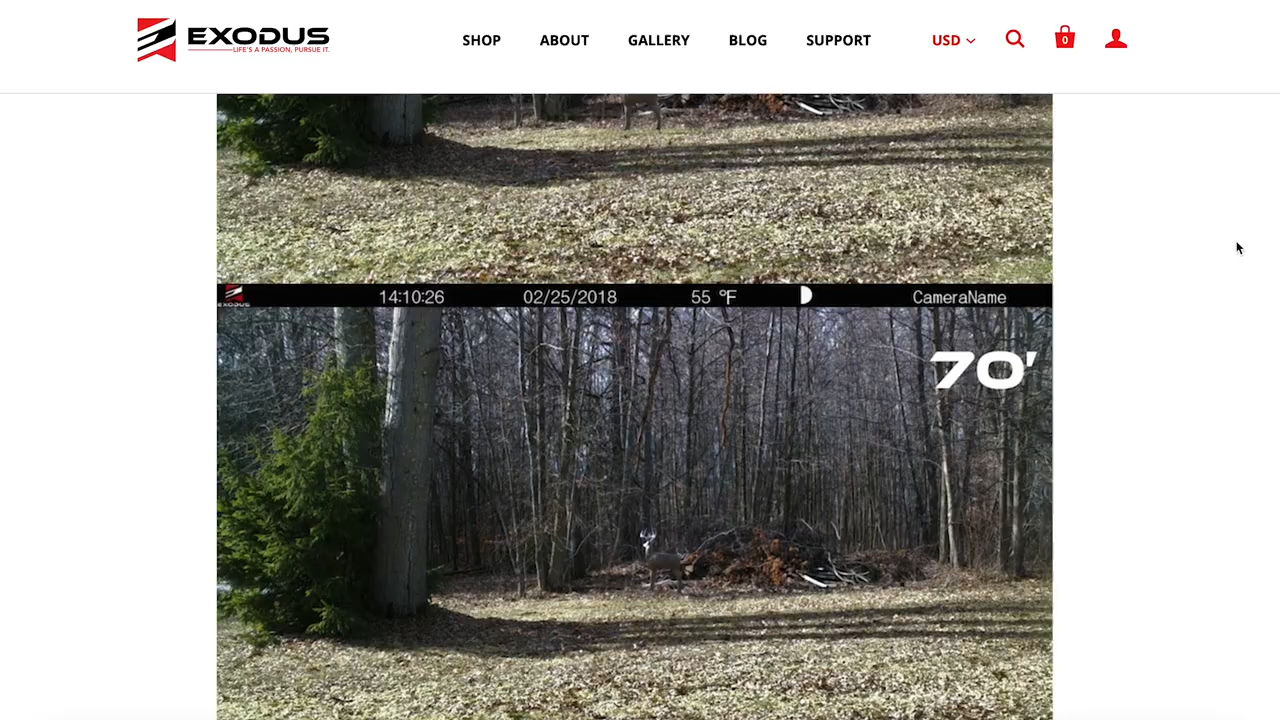 EXODUS
LIFE'S A PASSION, PURSUE IT.
SHOP ABOUT GALLERY BLOG SUPPORT USD 0
EXODUS 14:10:26 02/25/2018 55 °F CameraName
70'